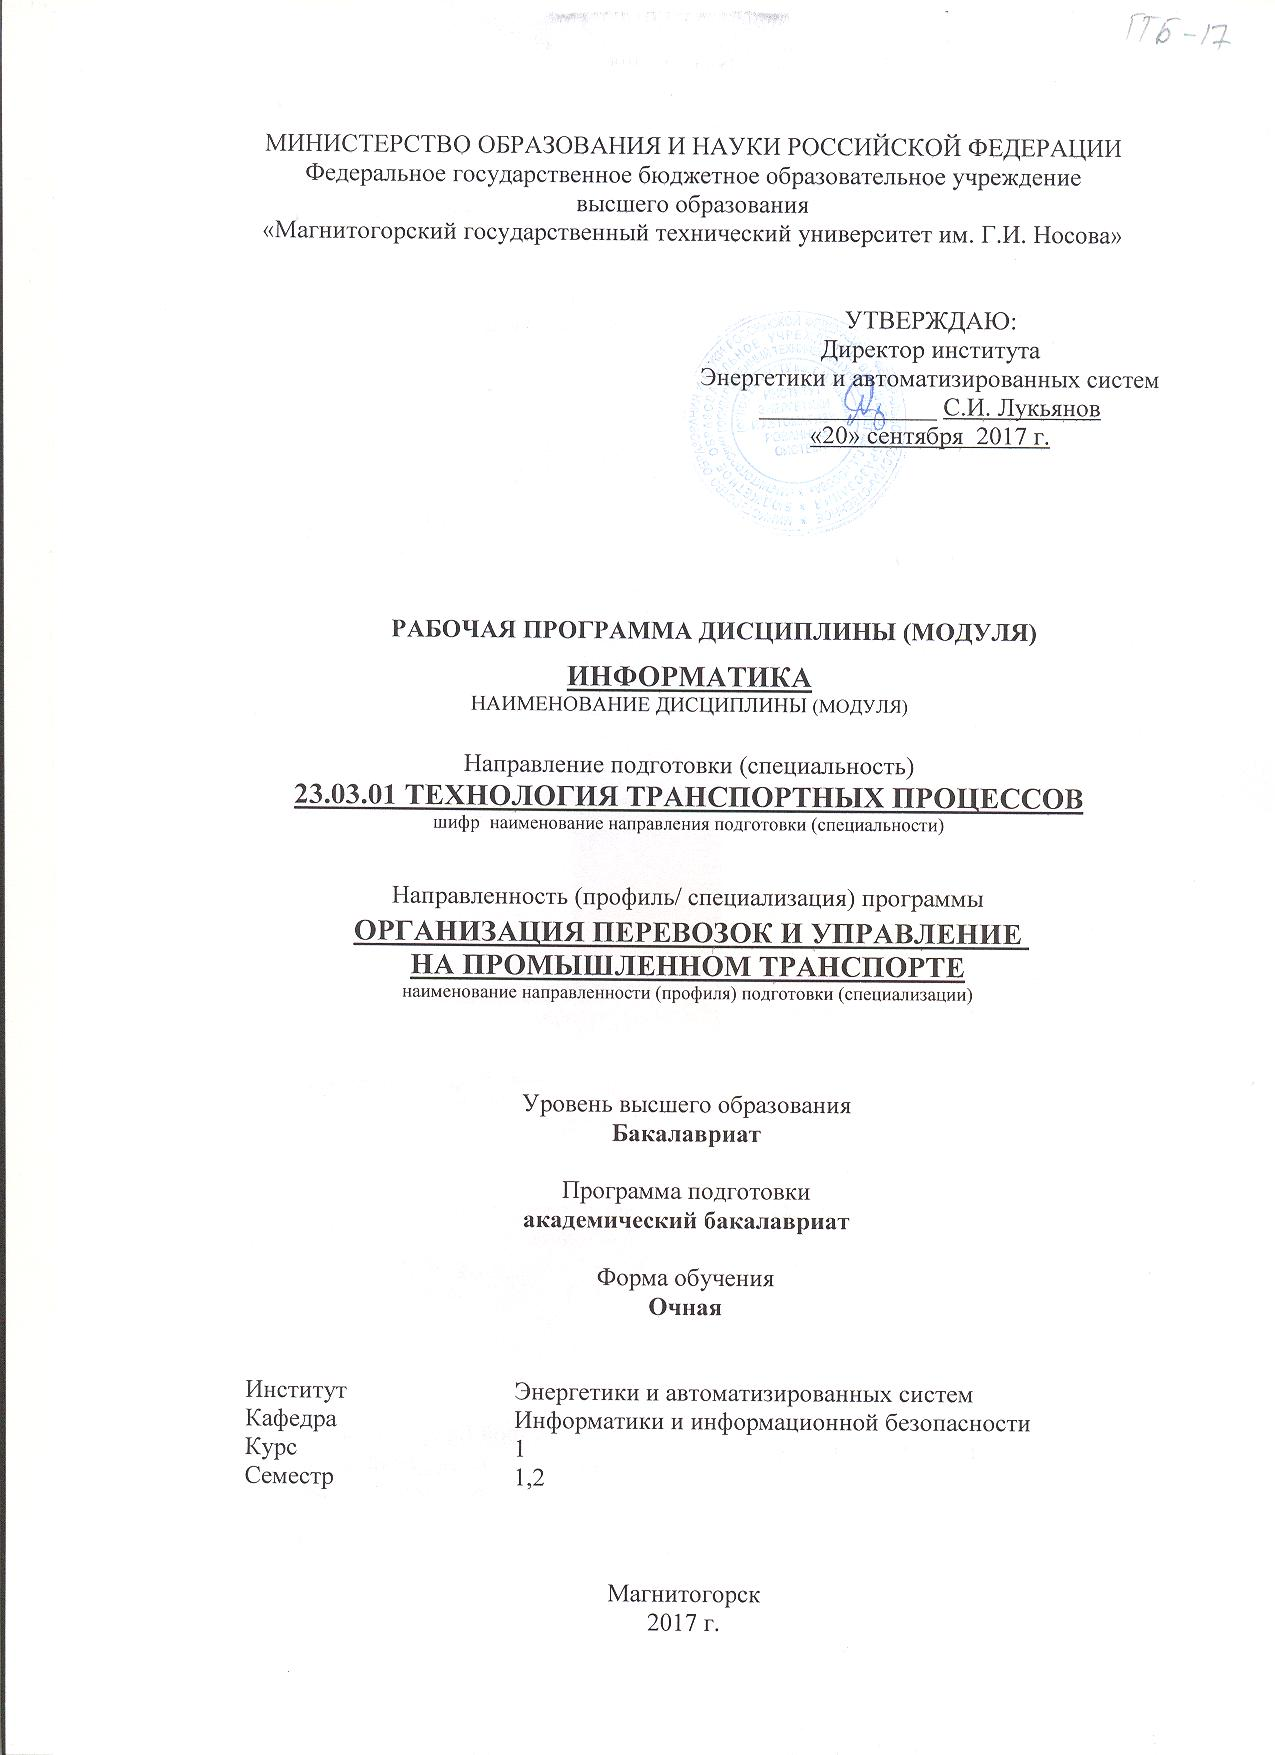 ГТБ-17
МИНИСТЕРСТВО ОБРАЗОВАНИЯ И НАУКИ РОССИЙСКОЙ ФЕДЕРАЦИИ
Федеральное государственное бюджетное образовательное учреждение
высшего образования
«Магнитогорский государственный технический университет им. Г.И. Носова»
УТВЕРЖДАЮ:
Директор института
Энергетики и автоматизированных систем
С.И. Лукьянов
«20» сентября 2017 г.
РАБОЧАЯ ПРОГРАММА ДИСЦИПЛИНЫ (МОДУЛЯ)
ИНФОРМАТИКА
НАИМЕНОВАНИЕ ДИСЦИПЛИНЫ (МОДУЛЯ)
Направление подготовки (специальность)
23.03.01 ТЕХНОЛОГИЯ ТРАНСПОРТНЫХ ПРОЦЕССОВ
шифр наименование направления подготовки (специальности)
Направленность (профиль/ специализация) программы
ОРГАНИЗАЦИЯ ПЕРЕВОЗОК И УПРАВЛЕНИЕ
НА ПРОМЫШЛЕННОМ ТРАНСПОРТЕ
наименование направленности (профиля) подготовки (специализации)
Уровень высшего образования
Бакалавриат
Программа подготовки
академический бакалавриат
Форма обучения
Очная
Институт Энергетики и автоматизированных систем
Кафедра Информатики и информационной безопасности
Курс 1
Семестр 1,2
Магнитогорск
2017 г.